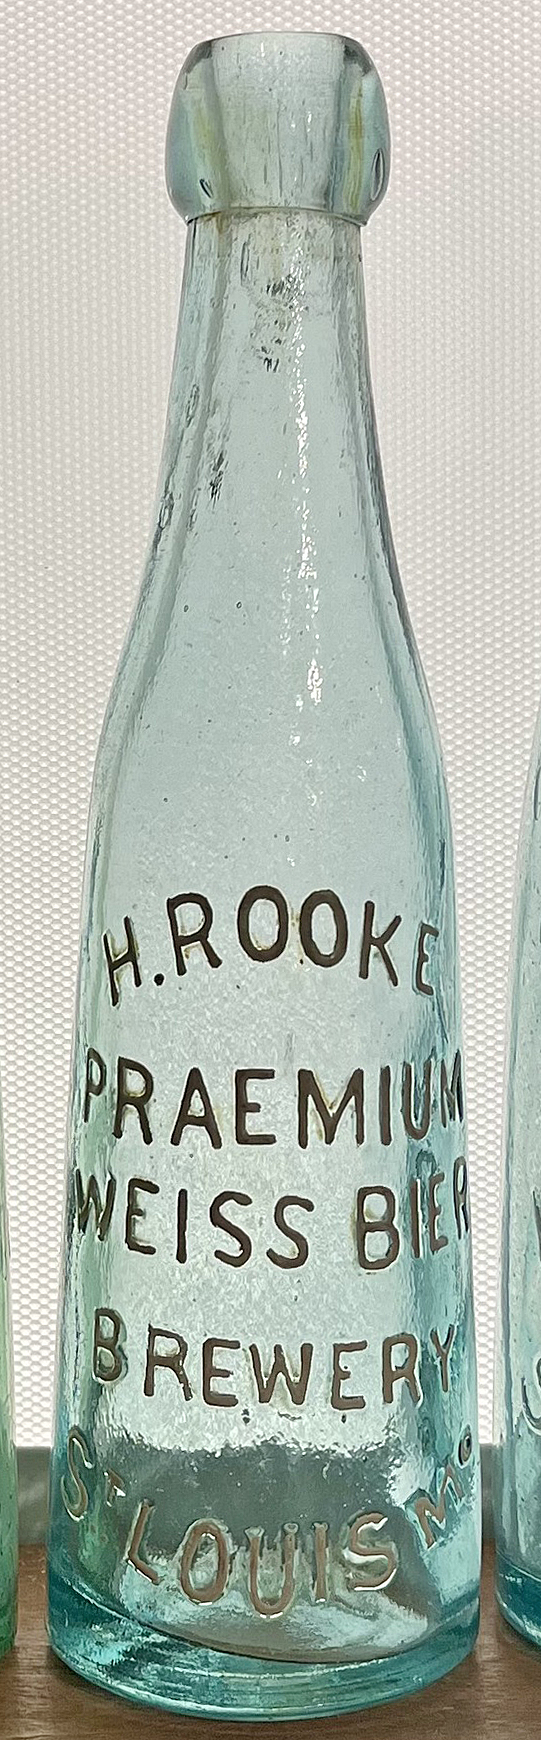 H. ROOKE
PRAEMIUM
WEISS BIER
BREWERY
ST LOUIS MO